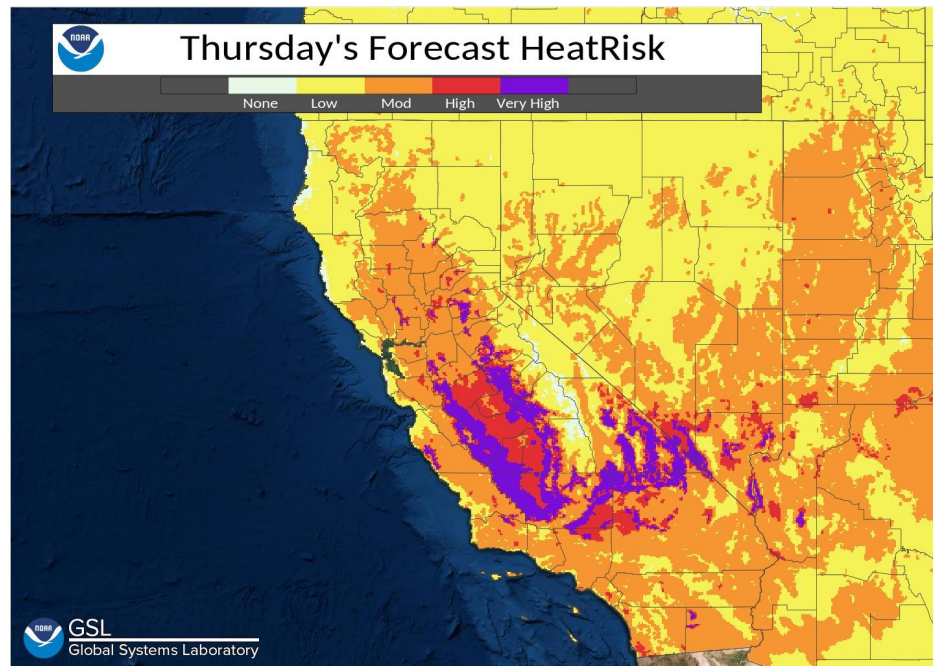 NOAA
Thursday's Forecast HeatRisk
None Low Mod High Very High
NOAA
GSL
Global Systems Laboratory